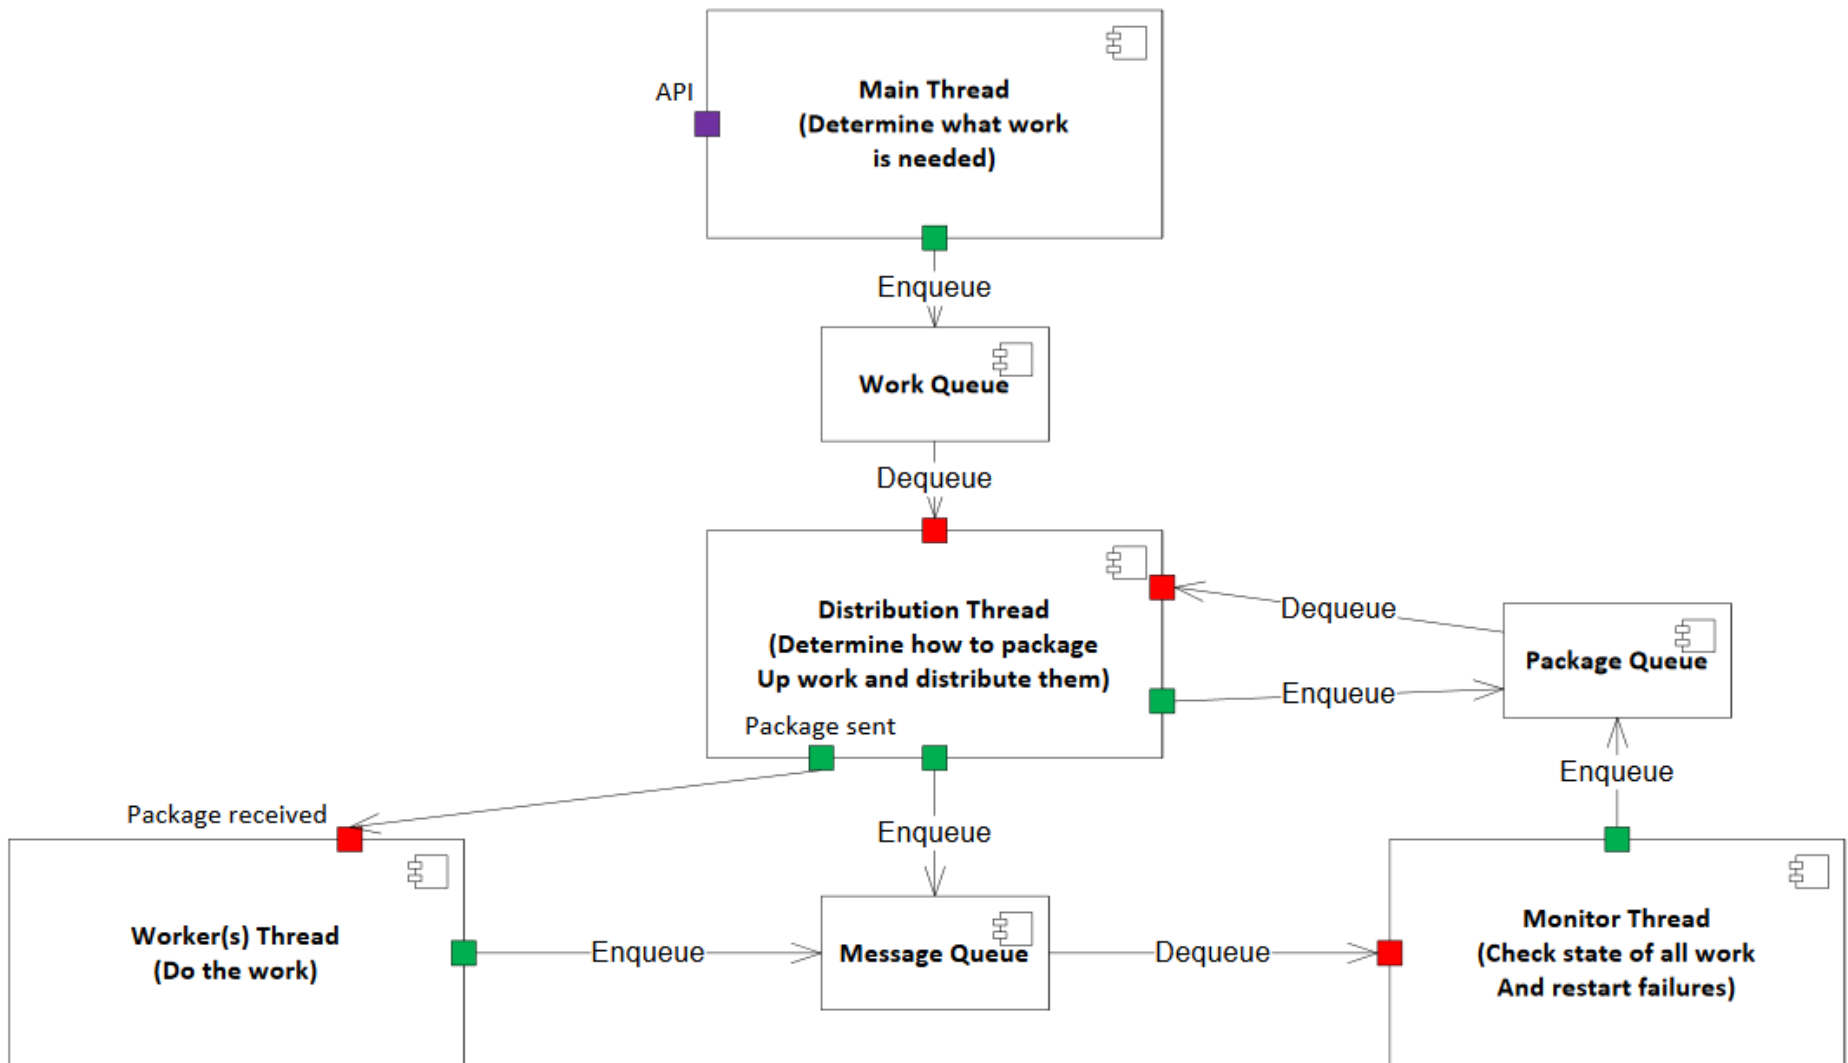 API
Main Thread
(Determine what work
is needed)
Enqueue
Work Queue
Dequeue
Distribution Thread
(Determine how to package
Up work and distribute them)
Package sent
Dequeue
Package Queue
Enqueue
Enqueue
Package received
Enqueue
Worker(s) Thread
(Do the work)
Enqueue
Message Queue
Dequeue
Monitor Thread
(Check state of all work
And restart failures)